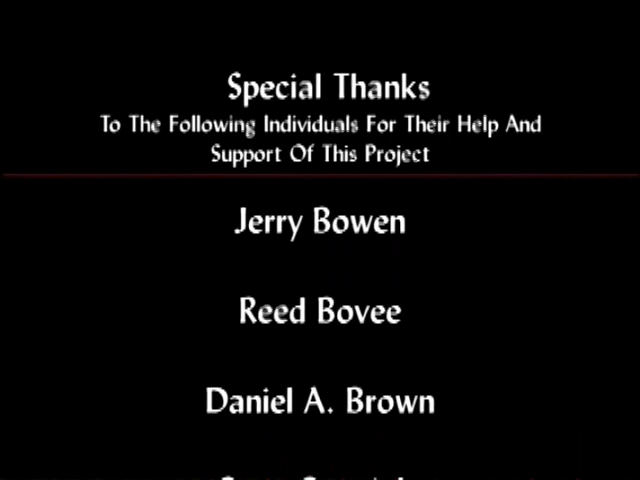 Special Thanks
To The Following Individuals For Their Help And
Support Of This Project
Jerry Bowen
Reed Bovee
Daniel A. Brown